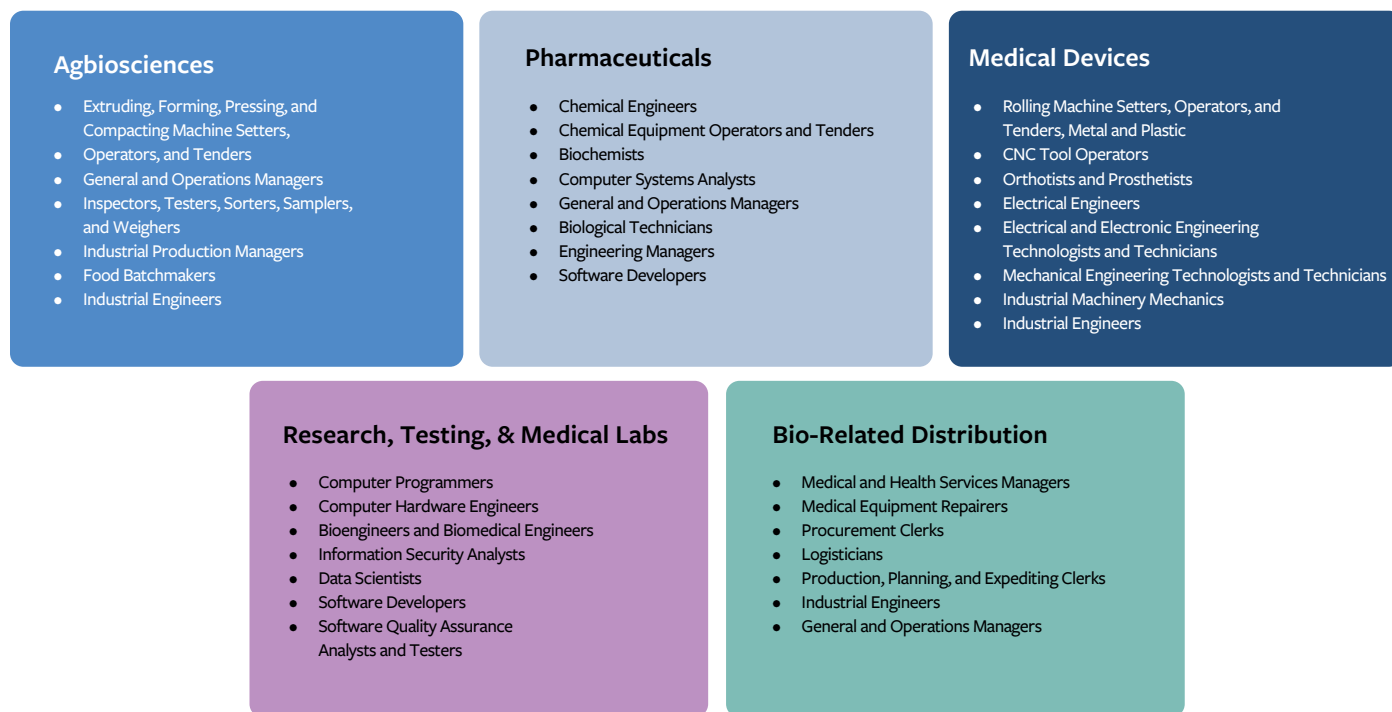 Agbiosciences
● Extruding, Forming, Pressing, and
Compacting Machine Setters,
● Operators, and Tenders
● General and Operations Managers
● Inspectors, Testers, Sorters, Samplers,
and Weighers
● Industrial Production Managers
● Food Batchmakers
● Industrial Engineers
Pharmaceuticals
● Chemical Engineers
● Chemical Equipment Operators and Tenders
● Biochemists
● Computer Systems Analysts
● General and Operations Managers
● Biological Technicians
● Engineering Managers
● Software Developers
Medical Devices
● Rolling Machine Setters, Operators, and
Tenders, Metal and Plastic
● CNC Tool Operators
● Orthotists and Prosthetists
● Electrical Engineers
● Electrical and Electronic Engineering
Technologists and Technicians
● Mechanical Engineering Technologists and Technicians
● Industrial Machinery Mechanics
● Industrial Engineers
Research, Testing, & Medical Labs
● Computer Programmers
● Computer Hardware Engineers
● Bioengineers and Biomedical Engineers
● Information Security Analysts
● Data Scientists
● Software Developers
● Software Quality Assurance
Analysts and Testers
Bio-Related Distribution
● Medical and Health Services Managers
● Medical Equipment Repairers
● Procurement Clerks
● Logisticians
● Production, Planning, and Expediting Clerks
● Industrial Engineers
● General and Operations Managers